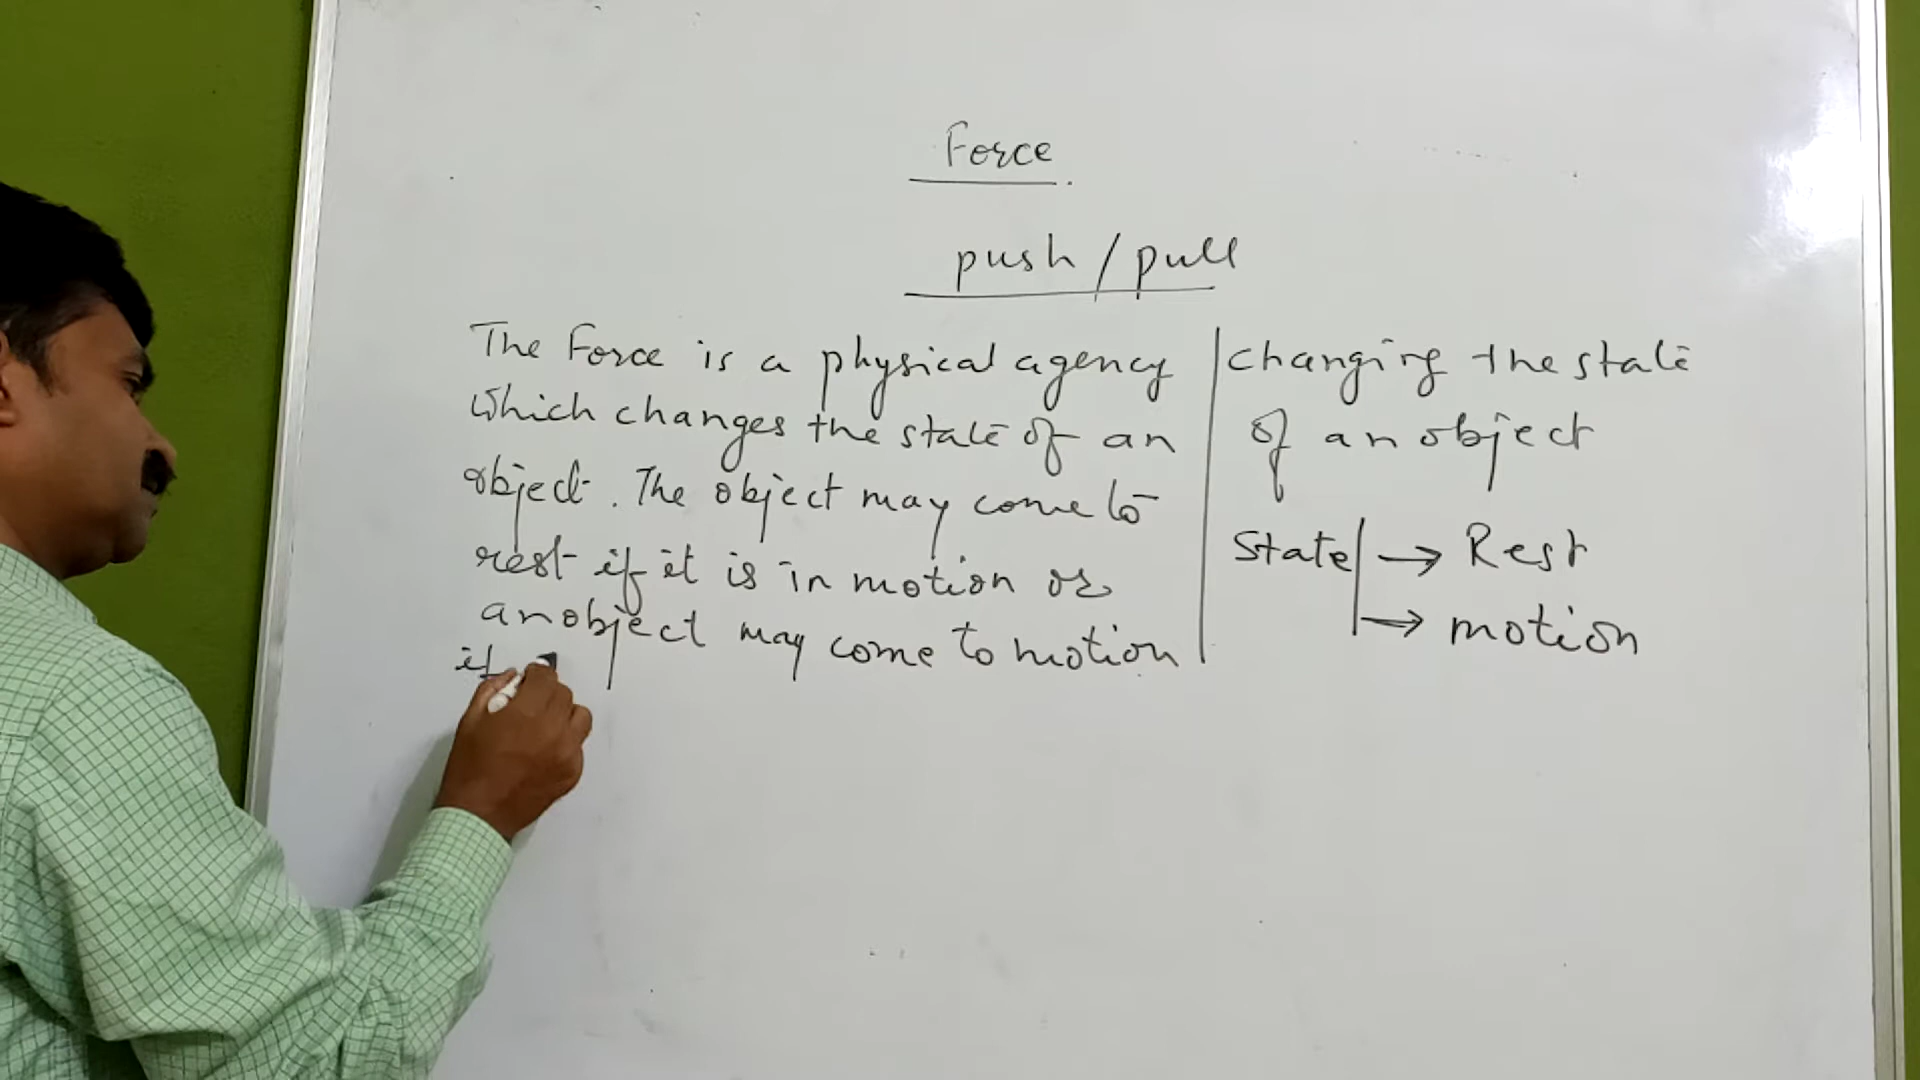 Force
push / pull
The Force is a physical agency
which changes the state of an
object. The object may come to
rest if it is in motion or
an object may come to motion
if
changing the state
of an object
State → Rest
→ motion